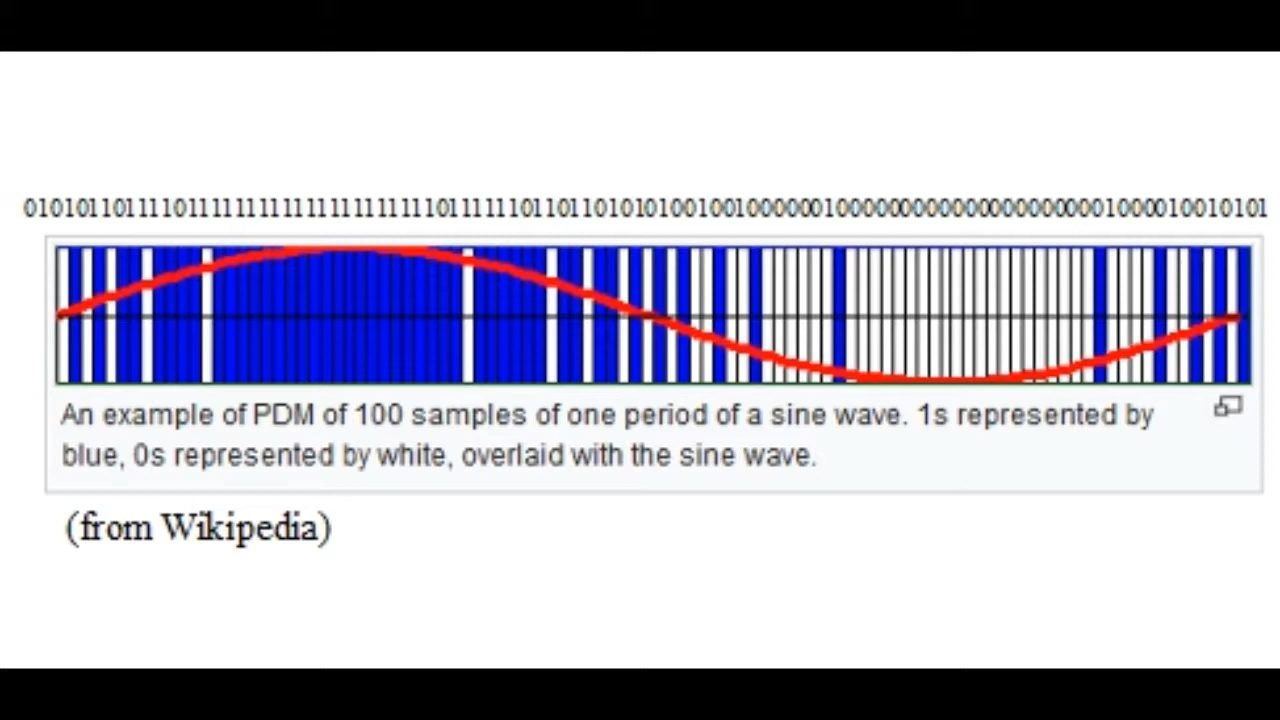 0101011011110111111111111111111111011111101101101010100100100000010000000000000000000001000010010101
An example of PDM of 100 samples of one period of a sine wave. 1s represented by
blue, 0s represented by white, overlaid with the sine wave.
(from Wikipedia)